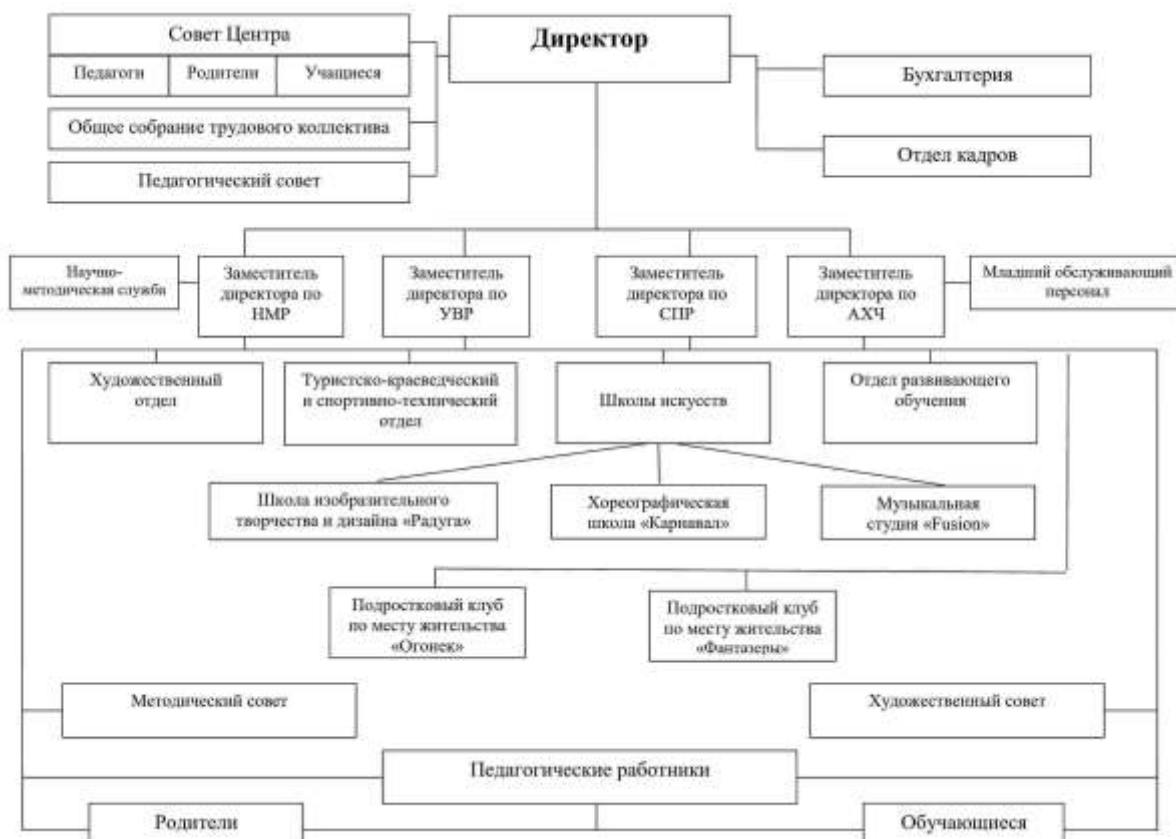 Совет Центра
Директор
Педагоги
Родители
Учащиеся
Бухгалтерия
Общее собрание трудового коллектива
Отдел кадров
Педагогический совет
Научно-
методическая служба
Заместитель
директора по
НМР
Заместитель
директора по
УВР
Заместитель
директора по
СПР
Заместитель
директора по
АХЧ
Младший обслуживающий
персонал
Художественный
отдел
Туристско-краеведческий
и спортивно-технический
отдел
Школы искусств
Отдел развивающего
обучения
Школа изобразительного
творчества и дизайна «Радуга»
Хореографическая
школа «Карнавал»
Музыкальная
студия «Fusion»
Подростковый клуб
по месту жительства
«Огонек»
Подростковый клуб
по месту жительства
«Фантазеры»
Методический совет
Художественный совет
Педагогические работники
Родители
Обучающиеся